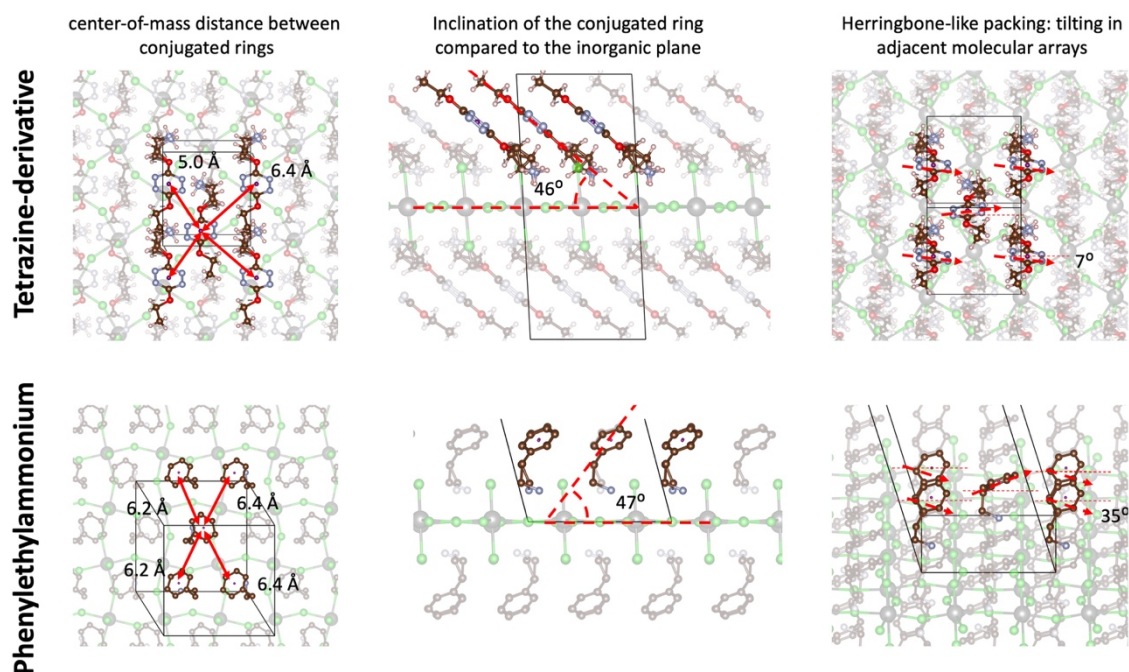 center-of-mass distance between
conjugated rings
Inclination of the conjugated ring
compared to the inorganic plane
Herringbone-like packing: tilting in
adjacent molecular arrays
Tetrazine-derivative
5.0 Å
6.4 Å
46°
7°
Phenylethylammonium
6.2 Å
6.4 Å
6.2 Å
6.4 Å
47°
35°